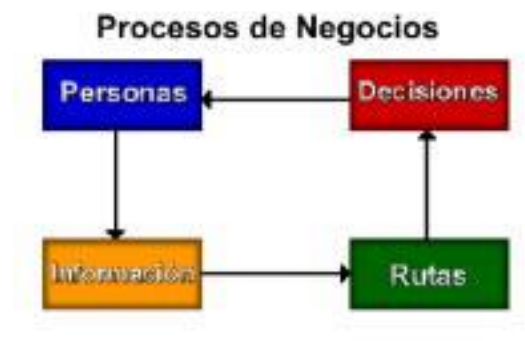 Procesos de Negocios
Personas
Decisiones
Información
Rutas